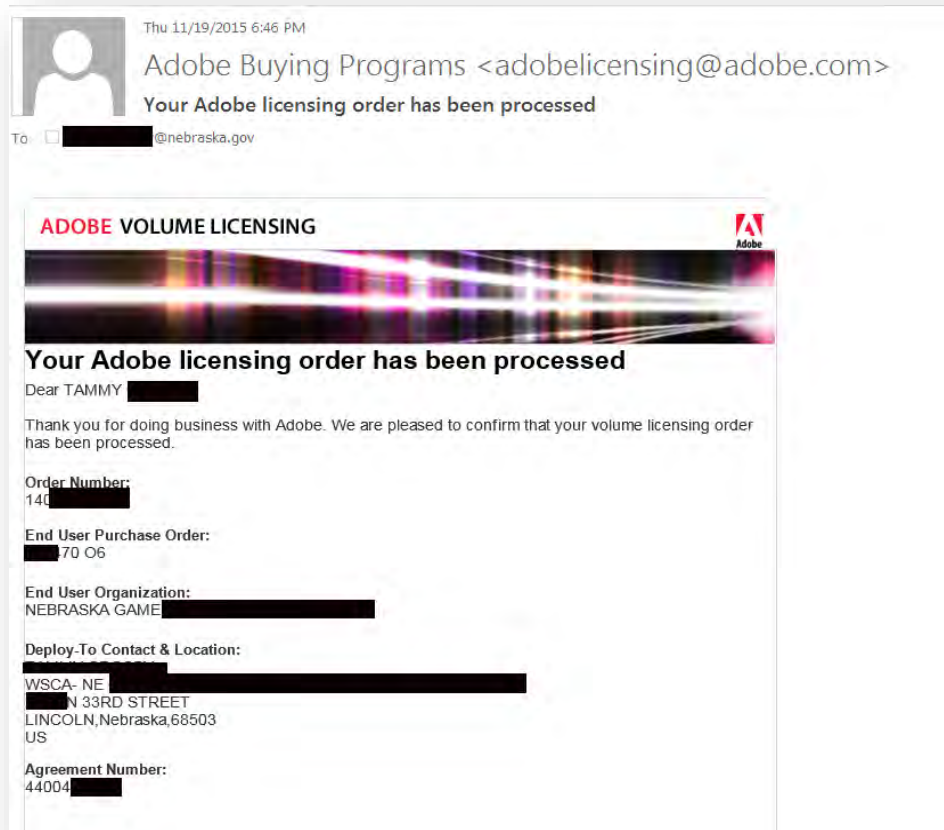 Thu 11/19/2015 6:46 PM
Adobe Buying Programs <adobelicensing@adobe.com>
Your Adobe licensing order has been processed
To @nebraska.gov
ADOBE VOLUME LICENSING
Adobe
Your Adobe licensing order has been processed
Dear TAMMY
Thank you for doing business with Adobe. We are pleased to confirm that your volume licensing order
has been processed.
Order Number:
140
End User Purchase Order:
70 O6
End User Organization:
NEBRASKA GAME
Deploy-To Contact & Location:
WSCA- NE
N 33RD STREET
LINCOLN,Nebraska,68503
US
Agreement Number:
44004